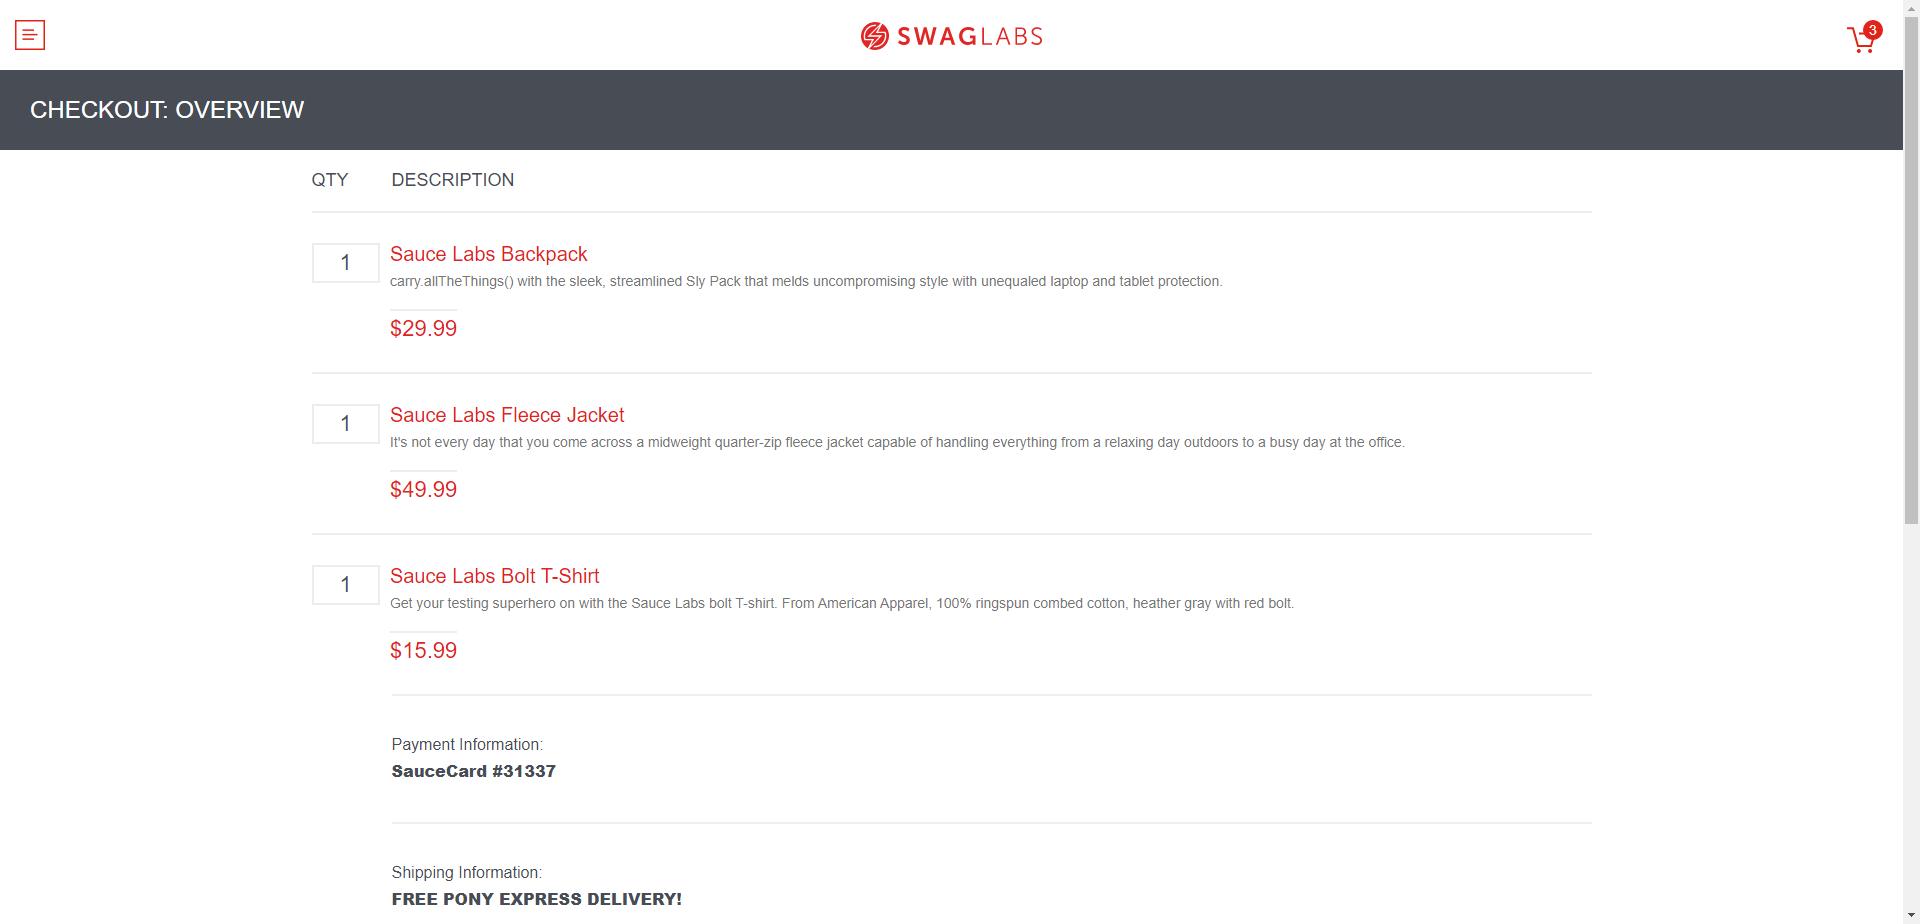 SWAGLABS
3
CHECKOUT: OVERVIEW
QTY DESCRIPTION
1
Sauce Labs Backpack
carry.allTheThings() with the sleek, streamlined Sly Pack that melds uncompromising style with unequaled laptop and tablet protection.
$29.99
1
Sauce Labs Fleece Jacket
It's not every day that you come across a midweight quarter-zip fleece jacket capable of handling everything from a relaxing day outdoors to a busy day at the office.
$49.99
1
Sauce Labs Bolt T-Shirt
Get your testing superhero on with the Sauce Labs bolt T-shirt. From American Apparel, 100% ringspun combed cotton, heather gray with red bolt.
$15.99
Payment Information:
SauceCard #31337
Shipping Information:
FREE PONY EXPRESS DELIVERY!